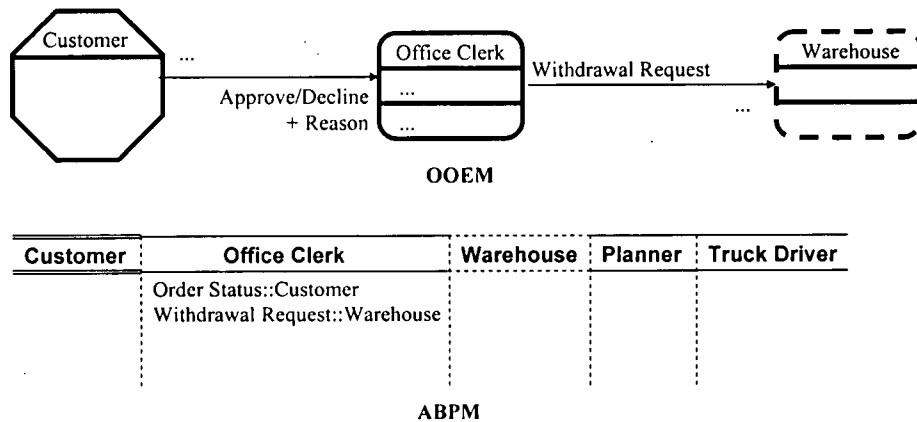 Customer
...
Approve/Decline
+ Reason
Office Clerk
...
...
Withdrawal Request
Warehouse
...
OOEM
Customer Office Clerk Warehouse Planner Truck Driver
Order Status::Customer
Withdrawal Request::Warehouse
ABPM